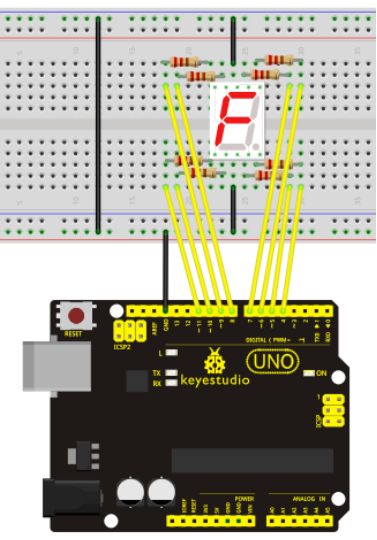 F
RESET
ICSP2
AREF
GND
13
12
~11
~10
~9
8
7
~6
~5
4
~3
2
TX ▸ 1
RX ◂ 0
DIGITAL ( PWM ~ )
L
TX
RX
keyestudio
UNO
ON
1
ICSP
IOREF
RESET
3V3
5V
GND
GND
VIN
POWER
ANALOG IN
A0
A1
A2
A3
A4
A5